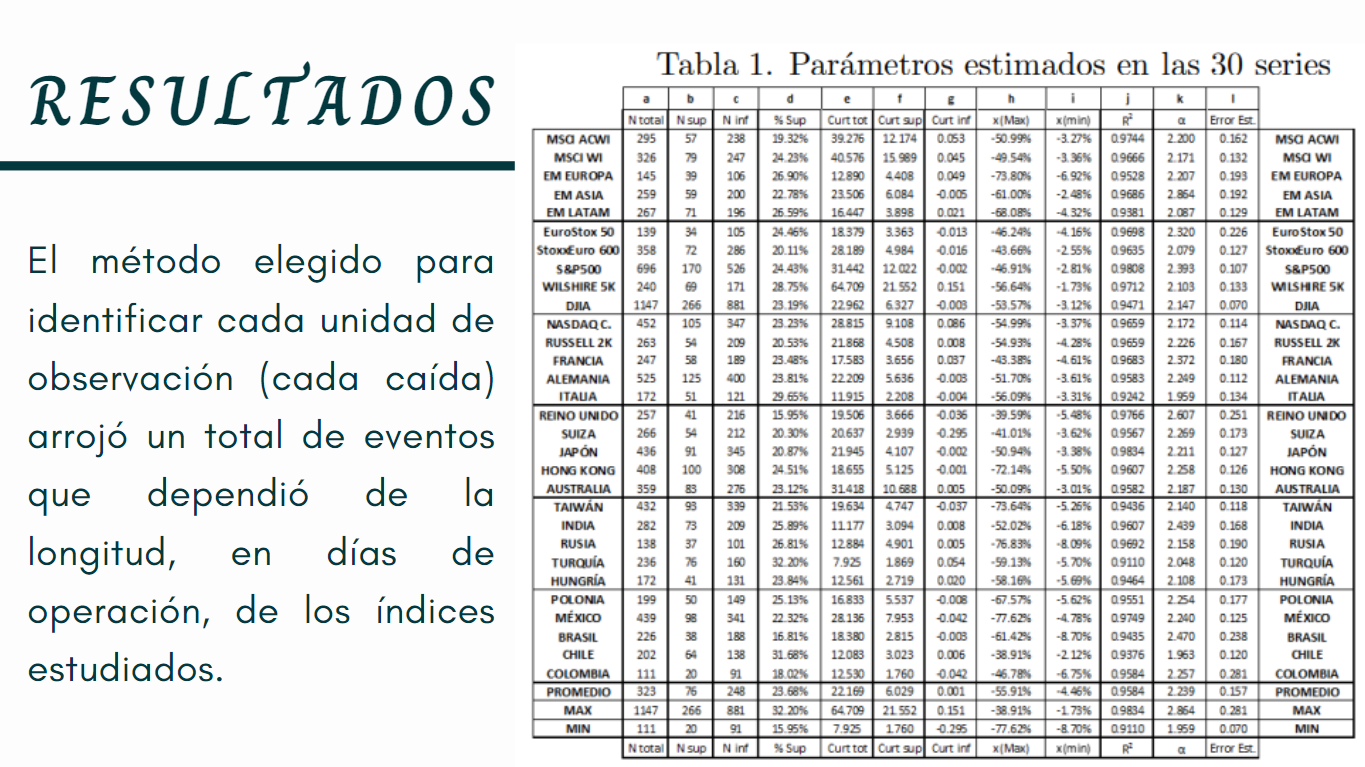 RESULTADOS
El método elegido para
identificar cada unidad de
observación (cada caída)
arrojó un total de eventos
que dependió de la
longitud, en días de
operación, de los índices
estudiados.
Tabla 1. Parámetros estimados en las 30 series
a b c d e f g h i j k l
N total N sup N inf % Sup Curt tot Curt sup Curt inf x(Max) x(min) R² α Error Est.
MSCI ACWI 295 57 238 19.32% 39.276 12.174 0.053 -50.99% -3.27% 0.9744 2.200 0.162 MSCI ACWI
MSCI WI 326 79 247 24.23% 40.576 15.989 0.045 -49.54% -3.36% 0.9666 2.171 0.132 MSCI WI
EM EUROPA 145 39 106 26.90% 12.890 4.408 0.049 -73.80% -6.92% 0.9528 2.207 0.193 EM EUROPA
EM ASIA 259 59 200 22.78% 23.506 6.084 -0.005 -61.00% -2.48% 0.9686 2.864 0.192 EM ASIA
EM LATAM 267 71 196 26.59% 16.447 3.898 0.021 -68.08% -4.32% 0.9381 2.087 0.129 EM LATAM
EuroStox 50 139 34 105 24.46% 18.379 3.363 -0.013 -46.24% -4.16% 0.9698 2.320 0.226 EuroStox 50
StoxxEuro 600 358 72 286 20.11% 28.189 4.984 -0.016 -43.66% -2.55% 0.9635 2.079 0.127 StoxxEuro 600
S&P500 696 170 526 24.43% 31.442 12.022 -0.002 -46.91% -2.81% 0.9808 2.393 0.107 S&P500
WILSHIRE 5K 240 69 171 28.75% 64.709 21.552 0.151 -56.64% -1.73% 0.9712 2.103 0.133 WILSHIRE 5K
DJIA 1147 266 881 23.19% 22.962 6.327 -0.003 -53.57% -3.12% 0.9471 2.147 0.070 DJIA
NASDAQ C. 452 105 347 23.23% 28.815 9.108 0.086 -54.99% -3.37% 0.9659 2.172 0.114 NASDAQ C.
RUSSELL 2K 263 54 209 20.53% 21.868 4.508 0.008 -54.93% -4.28% 0.9659 2.226 0.167 RUSSELL 2K
FRANCIA 247 58 189 23.48% 17.583 3.656 0.037 -43.38% -4.61% 0.9683 2.372 0.180 FRANCIA
ALEMANIA 525 125 400 23.81% 22.209 5.636 -0.003 -51.70% -3.61% 0.9583 2.249 0.112 ALEMANIA
ITALIA 172 51 121 29.65% 11.915 2.208 -0.004 -56.09% -3.31% 0.9242 1.959 0.134 ITALIA
REINO UNIDO 257 41 216 15.95% 19.506 3.666 -0.036 -39.59% -5.48% 0.9766 2.607 0.251 REINO UNIDO
SUIZA 266 54 212 20.30% 20.637 2.939 -0.295 -41.01% -3.62% 0.9567 2.269 0.173 SUIZA
JAPÓN 436 91 345 20.87% 21.945 4.107 -0.002 -50.94% -3.38% 0.9834 2.211 0.127 JAPÓN
HONG KONG 408 100 308 24.51% 18.655 5.125 -0.001 -72.14% -5.50% 0.9607 2.258 0.126 HONG KONG
AUSTRALIA 359 83 276 23.12% 31.418 10.688 0.005 -50.09% -3.01% 0.9582 2.187 0.130 AUSTRALIA
TAIWÁN 432 93 339 21.53% 19.634 4.747 -0.037 -73.64% -5.26% 0.9436 2.140 0.118 TAIWÁN
INDIA 282 73 209 25.89% 11.177 3.094 0.008 -52.02% -6.18% 0.9607 2.439 0.168 INDIA
RUSIA 138 37 101 26.81% 12.884 4.901 0.005 -76.83% -8.09% 0.9692 2.158 0.190 RUSIA
TURQUÍA 236 76 160 32.20% 7.925 1.869 0.054 -59.13% -5.70% 0.9110 2.048 0.120 TURQUÍA
HUNGRÍA 172 41 131 23.84% 12.561 2.719 0.020 -58.16% -5.69% 0.9464 2.108 0.173 HUNGRÍA
POLONIA 199 50 149 25.13% 16.833 5.537 -0.008 -67.57% -5.62% 0.9551 2.254 0.177 POLONIA
MÉXICO 439 98 341 22.32% 28.136 7.953 -0.042 -77.62% -4.78% 0.9749 2.240 0.125 MÉXICO
BRASIL 226 38 188 16.81% 18.380 2.815 -0.003 -61.42% -8.70% 0.9435 2.470 0.238 BRASIL
CHILE 202 64 138 31.68% 12.083 3.023 0.006 -38.91% -2.12% 0.9376 1.963 0.120 CHILE
COLOMBIA 111 20 91 18.02% 12.530 1.760 -0.042 -46.78% -6.75% 0.9584 2.257 0.281 COLOMBIA
PROMEDIO 323 76 248 23.68% 22.169 6.029 0.001 -55.91% -4.46% 0.9584 2.239 0.157 PROMEDIO
MAX 1147 266 881 32.20% 64.709 21.552 0.151 -38.91% -1.73% 0.9834 2.864 0.281 MAX
MIN 111 20 91 15.95% 7.925 1.760 -0.295 -77.62% -8.70% 0.9110 1.959 0.070 MIN
N total N sup N inf % Sup Curt tot Curt sup Curt inf x(Max) x(min) R² α Error Est.